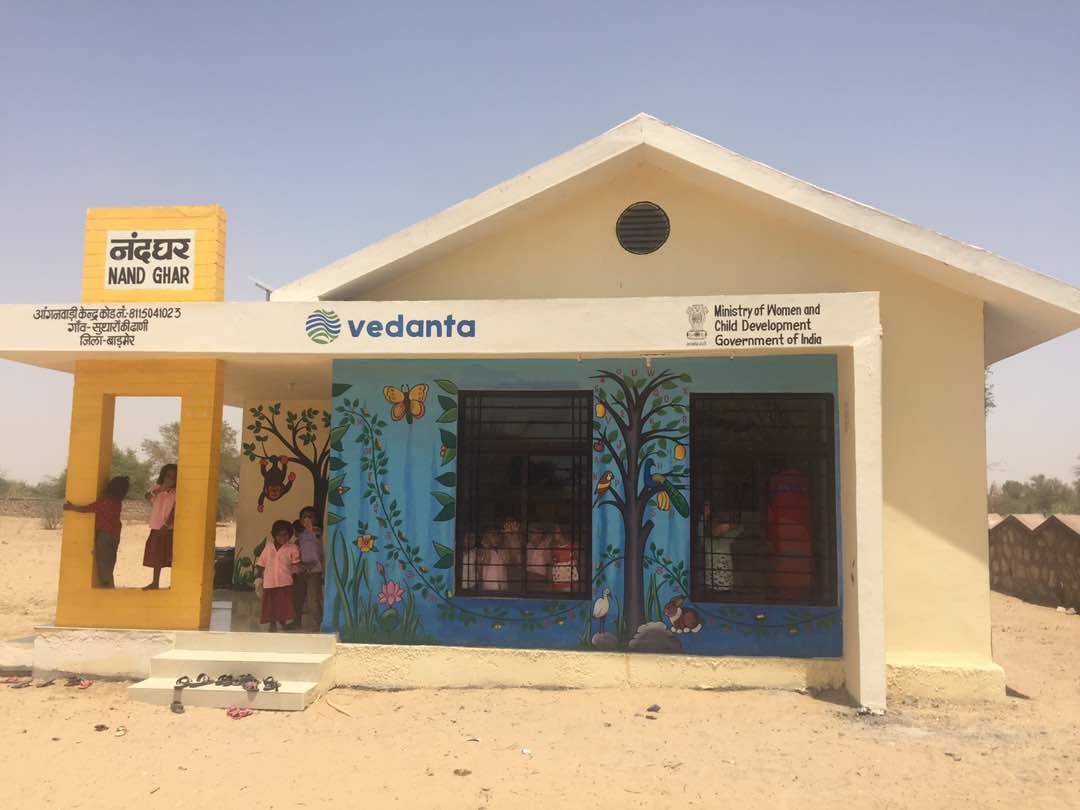 नंदघर
NAND GHAR
आंगनवाड़ी केन्द्र कोड नं.-8115041023
गाँव- सुथारों की ढाणी
जिला-बाड़मेर
vedanta
Ministry of Women and
Child Development
Government of India